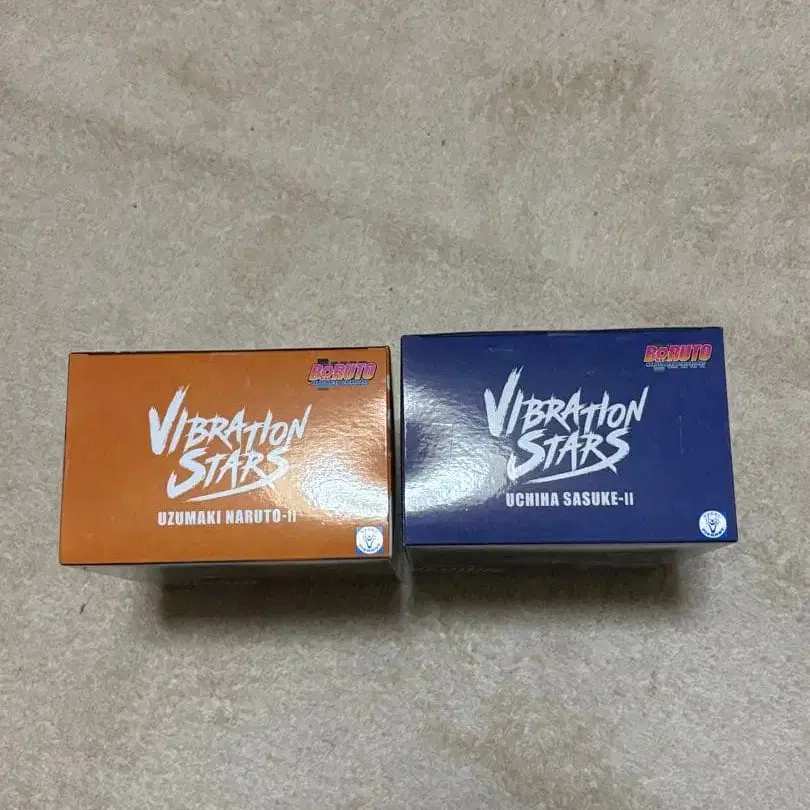 BORUTO
VIBRATION
STARS
UZUMAKI NARUTO-II
BORUTO
VIBRATION
STARS
UCHIHA SASUKE-II